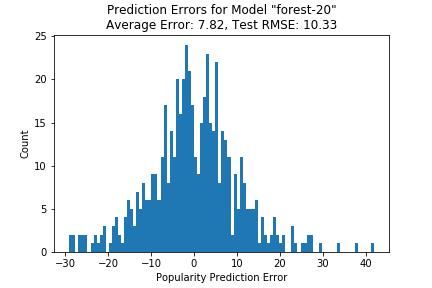 Prediction Errors for Model "forest-20"
Average Error: 7.82, Test RMSE: 10.33
25
20
15
10
5
0
Count
−30 −20 −10 0 10 20 30 40
Popularity Prediction Error